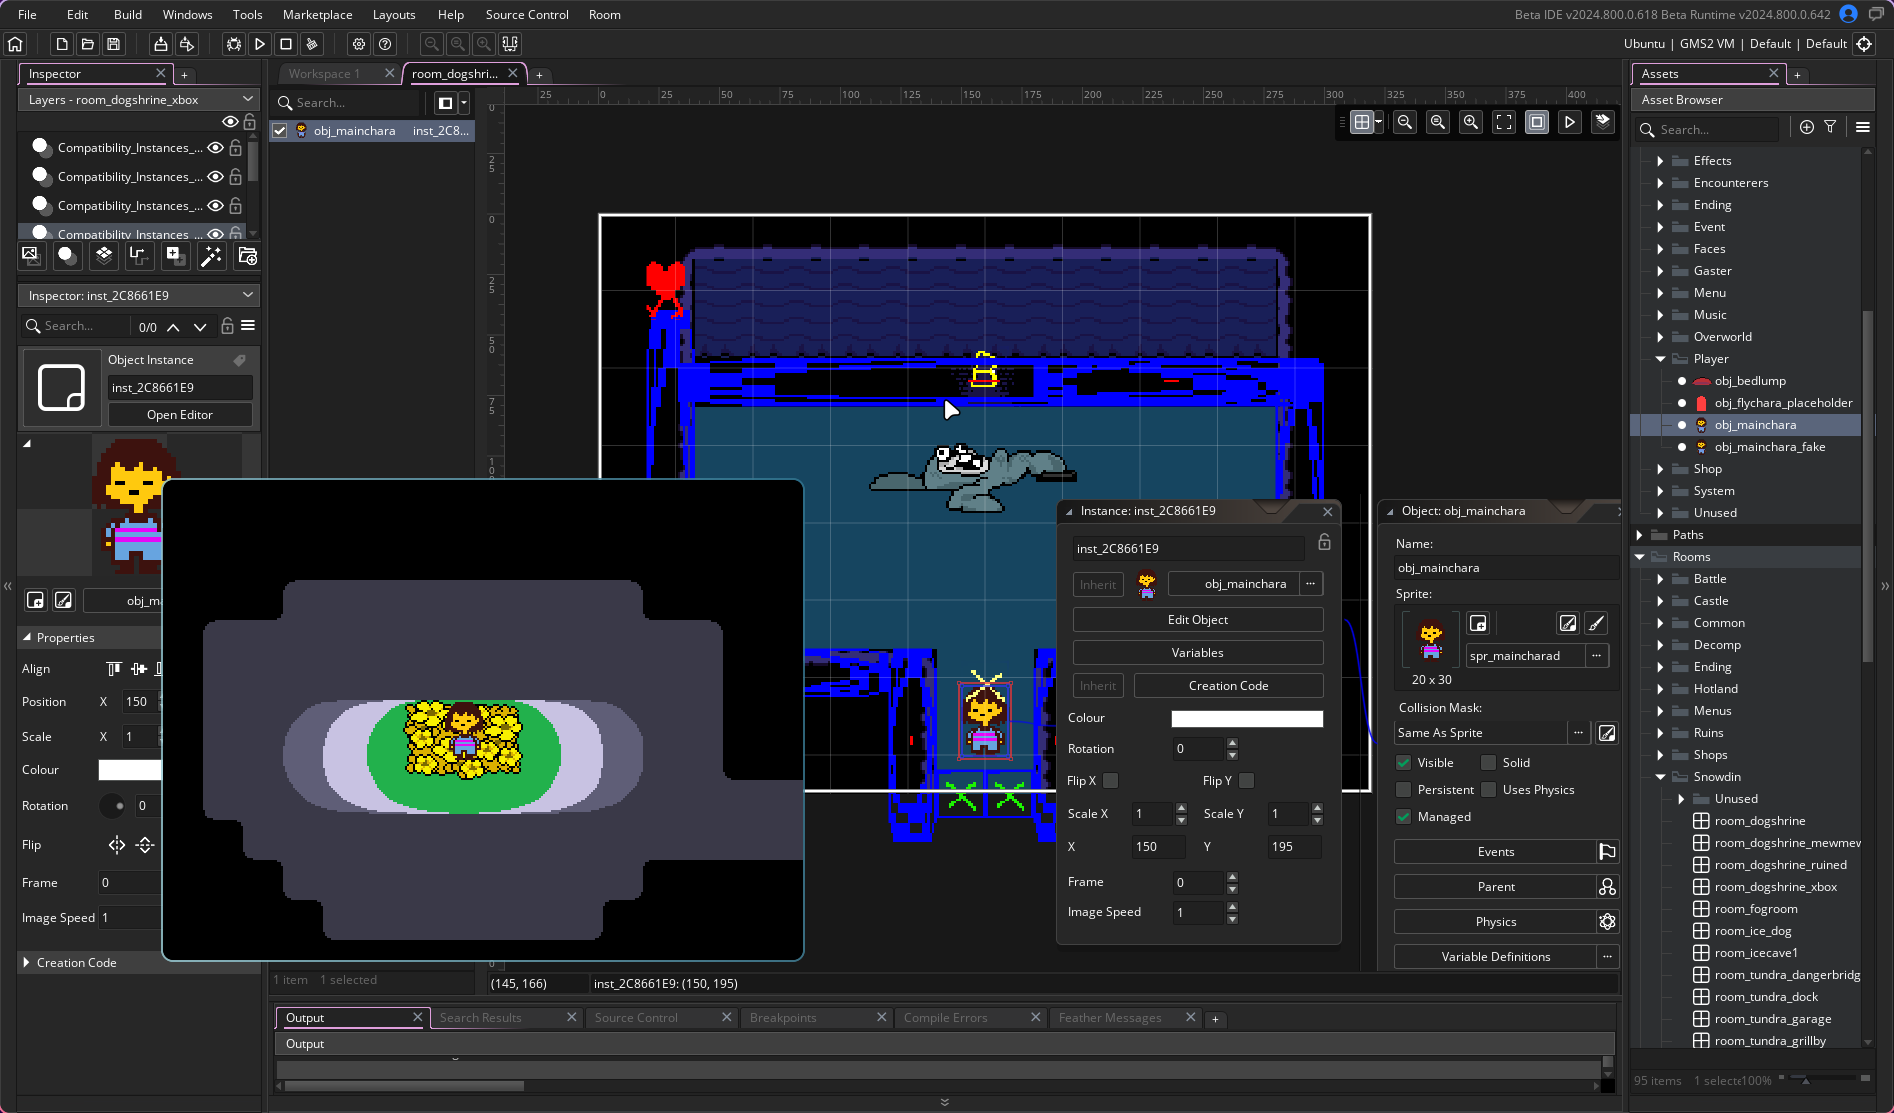 File Edit Build Windows Tools Marketplace Layouts Help Source Control Room
Beta IDE v2024.800.0.618 Beta Runtime v2024.800.0.642
Ubuntu | GMS2 VM | Default | Default
Inspector
Layers - room_dogshrine_xbox
Compatibility_Instances_...
Compatibility_Instances_...
Compatibility_Instances_...
Compatibility_Instances_...
Inspector: inst_2C8661E9
Search... 0/0
Object Instance
inst_2C8661E9
Open Editor
obj_m
Properties
Align
Position X 150
Scale X 1
Colour
Rotation 0
Flip
Frame 0
Image Speed 1
Creation Code
Workspace 1
room_dogshri...
Search...
obj_mainchara inst_2C8...
1 item 1 selected
25 0 25 50 75 100 125 150 175 200 225 250 275 300 325 350 375 400
0
25
0
25
50
75
10
(145, 166)
inst_2C8661E9: (150, 195)
Instance: inst_2C8661E9
inst_2C8661E9
Inherit obj_mainchara ...
Edit Object
Variables
Inherit Creation Code
Colour
Rotation 0
Flip X Flip Y
Scale X 1 Scale Y 1
X 150 Y 195
Frame 0
Image Speed 1
Object: obj_mainchara
Name:
obj_mainchara
Sprite:
spr_maincharad ...
20 x 30
Collision Mask:
Same As Sprite ...
Visible Solid
Persistent Uses Physics
Managed
Events
Parent
Physics
Variable Definitions ...
Output Search Results Source Control Breakpoints Compile Errors Feather Messages
Output
Assets
Asset Browser
Search...
Effects
Encounterers
Ending
Event
Faces
Gaster
Menu
Music
Overworld
Player
obj_bedlump
obj_flychara_placeholder
obj_mainchara
obj_mainchara_fake
Shop
System
Unused
Paths
Rooms
Battle
Castle
Common
Decomp
Ending
Hotland
Menus
Ruins
Shops
Snowdin
Unused
room_dogshrine
room_dogshrine_mewmew
room_dogshrine_ruined
room_dogshrine_xbox
room_fogroom
room_ice_dog
room_icecave1
room_tundra_dangerbridg
room_tundra_dock
room_tundra_garage
room_tundra_grillby
95 items 1 selecte 100%